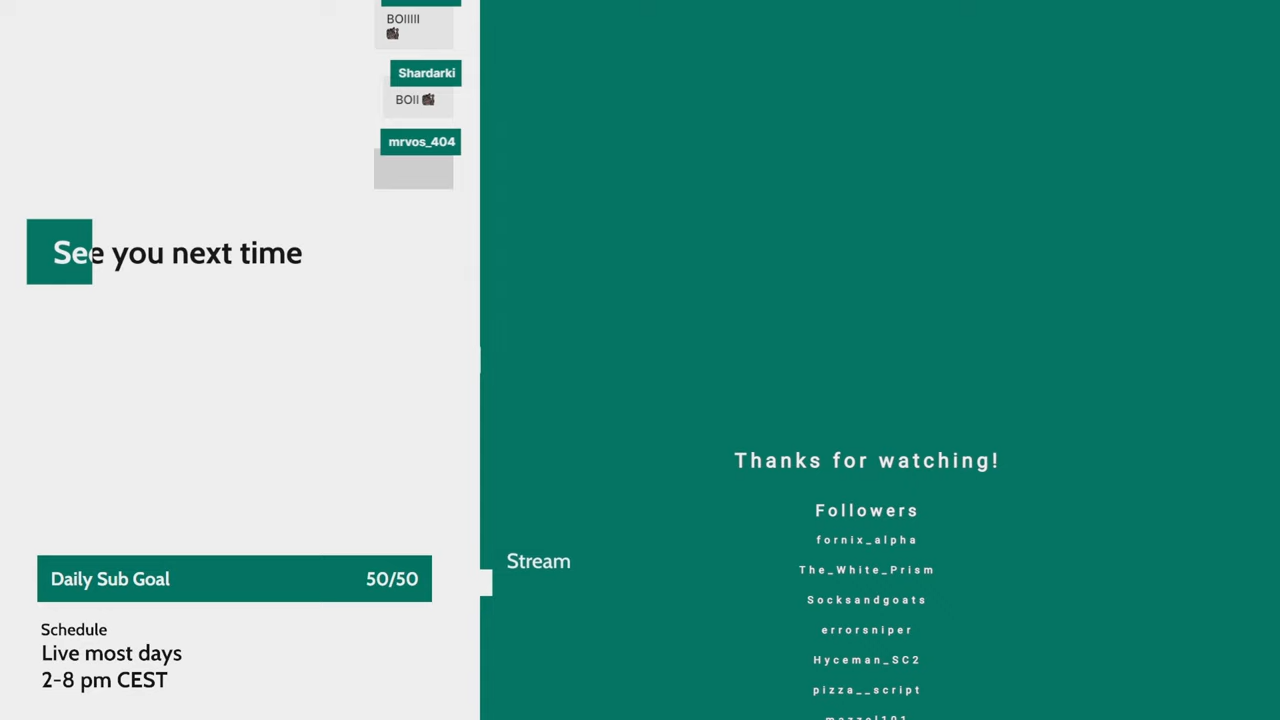 BOIIIII
Shardarki
BOII
mrvos_404
See you next time
Daily Sub Goal 50/50
Schedule
Live most days
2-8 pm CEST
Stream
Thanks for watching!
Followers
fornix_alpha
The_White_Prism
Socksandgoats
errorsniper
Hyceman_SC2
pizza__script